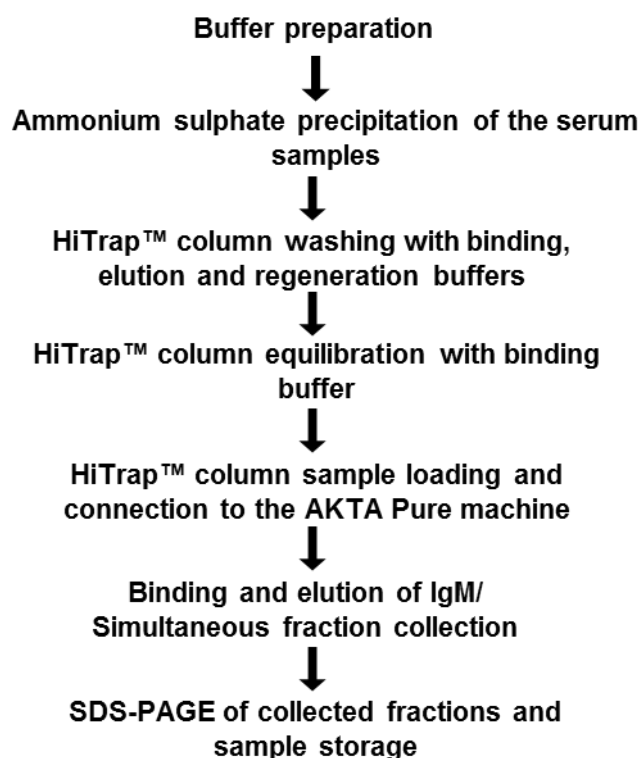 Buffer preparation
Ammonium sulphate precipitation of the serum
samples
HiTrap™ column washing with binding,
elution and regeneration buffers
HiTrap™ column equilibration with binding
buffer
HiTrap™ column sample loading and
connection to the AKTA Pure machine
Binding and elution of IgM/
Simultaneous fraction collection
SDS-PAGE of collected fractions and
sample storage